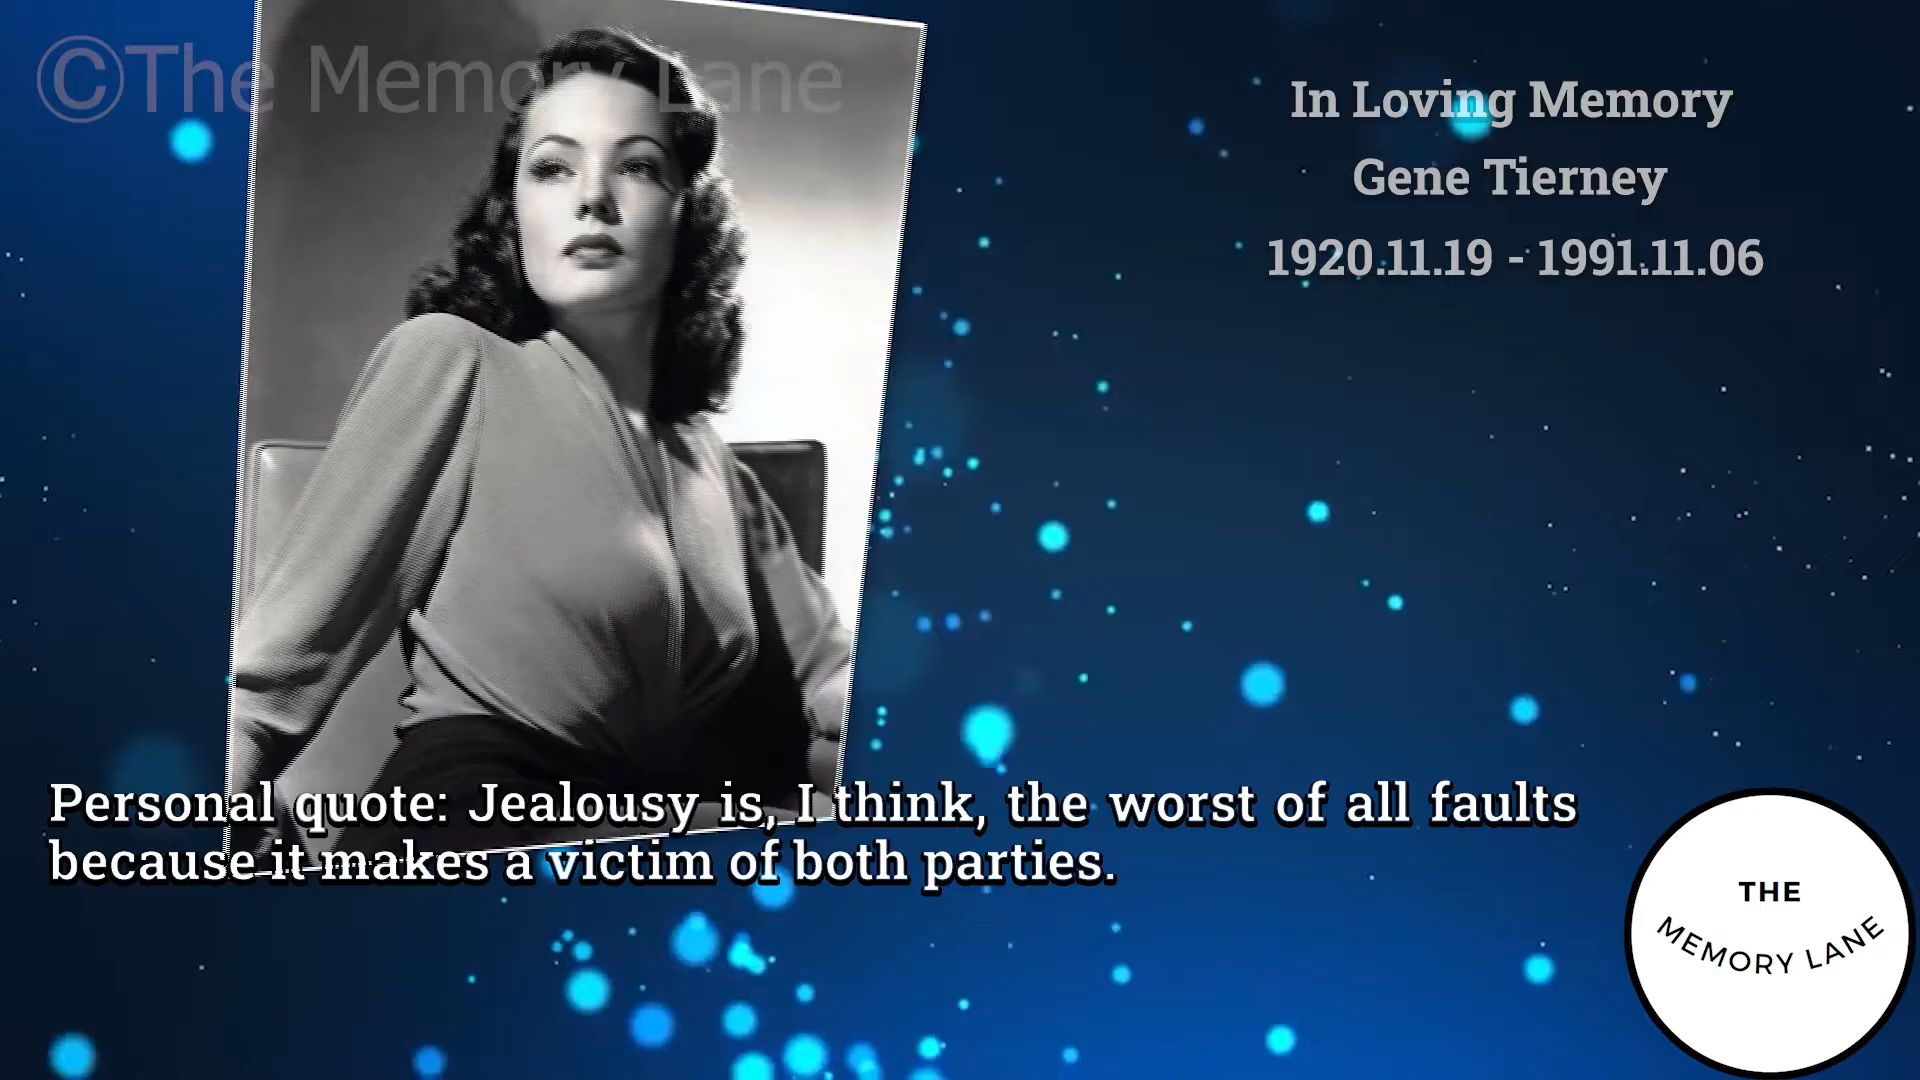 ©The Memory Lane
In Loving Memory
Gene Tierney
1920.11.19 - 1991.11.06
Personal quote: Jealousy is, I think, the worst of all faults
because it makes a victim of both parties.
THE
MEMORY LANE